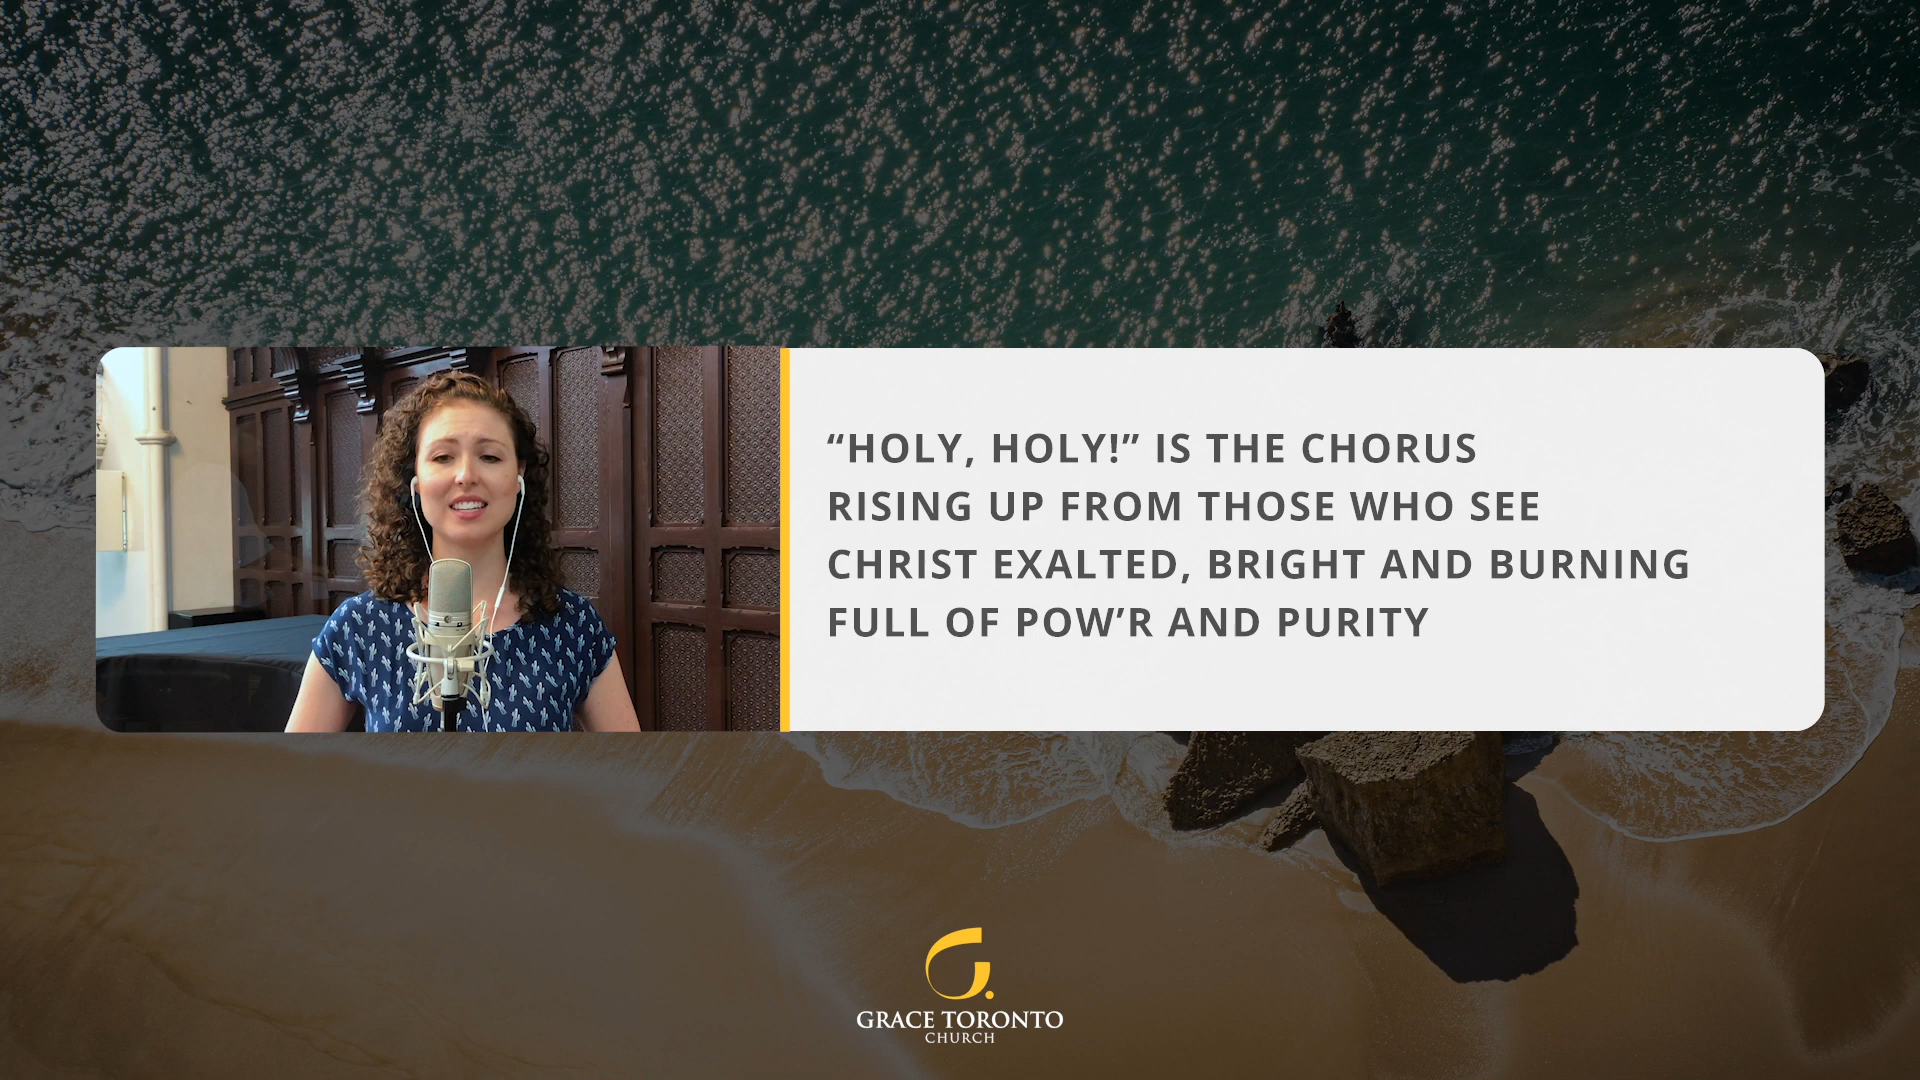 “HOLY, HOLY!” IS THE CHORUS
RISING UP FROM THOSE WHO SEE
CHRIST EXALTED, BRIGHT AND BURNING
FULL OF POW’R AND PURITY
GRACE TORONTO
CHURCH